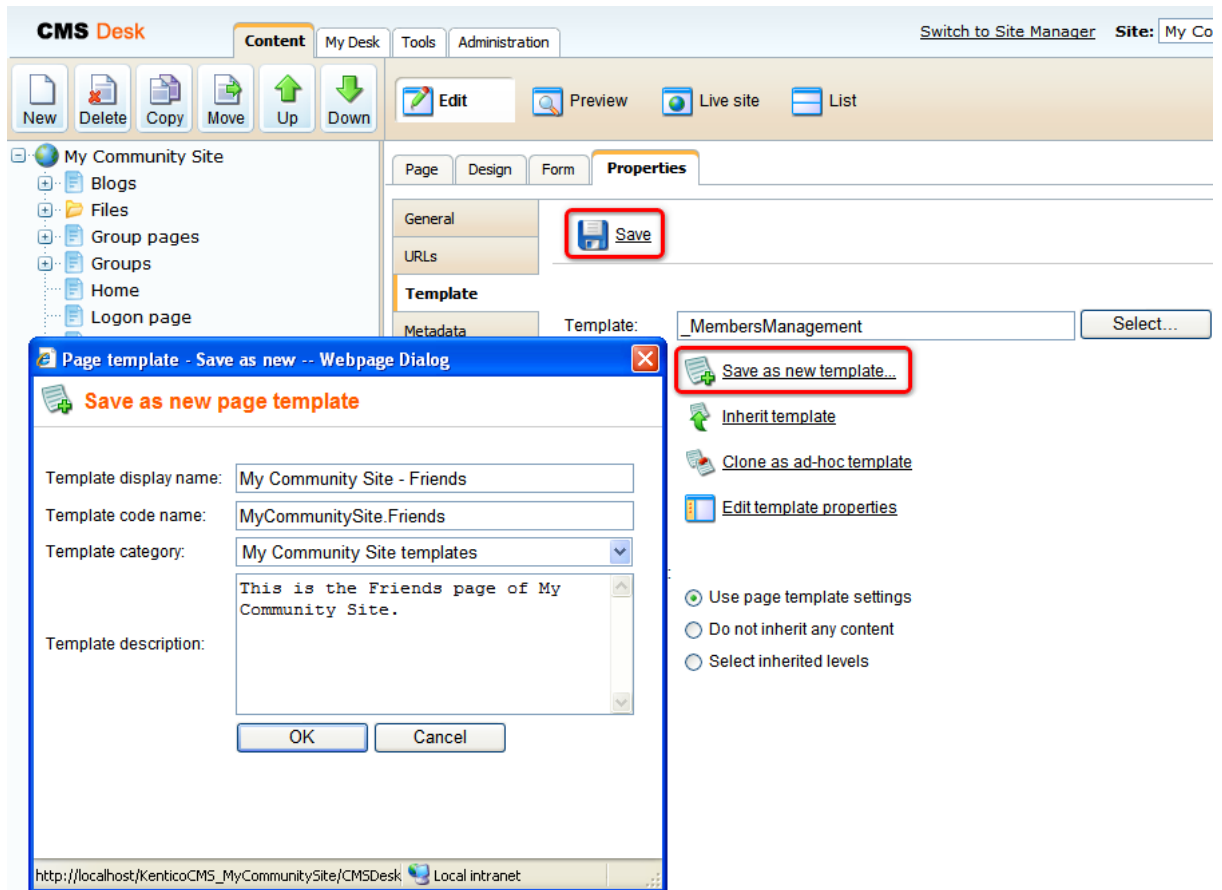 CMS Desk
Content
My Desk
Tools
Administration
Switch to Site Manager
Site: My Co
New
Delete
Copy
Move
Up
Down
Edit
Preview
Live site
List
My Community Site
Blogs
Files
Group pages
Groups
Home
Logon page
Page
Design
Form
Properties
General
URLs
Template
Metadata
Save
Template: _MembersManagement
Select...
Save as new template...
Inherit template
Clone as ad-hoc template
Edit template properties
:
Use page template settings
Do not inherit any content
Select inherited levels
Page template - Save as new -- Webpage Dialog
Save as new page template
Template display name: My Community Site - Friends
Template code name: MyCommunitySite.Friends
Template category: My Community Site templates
Template description:
This is the Friends page of My
Community Site.
OK
Cancel
http://localhost/KenticoCMS_MyCommunitySite/CMSDesk
Local intranet